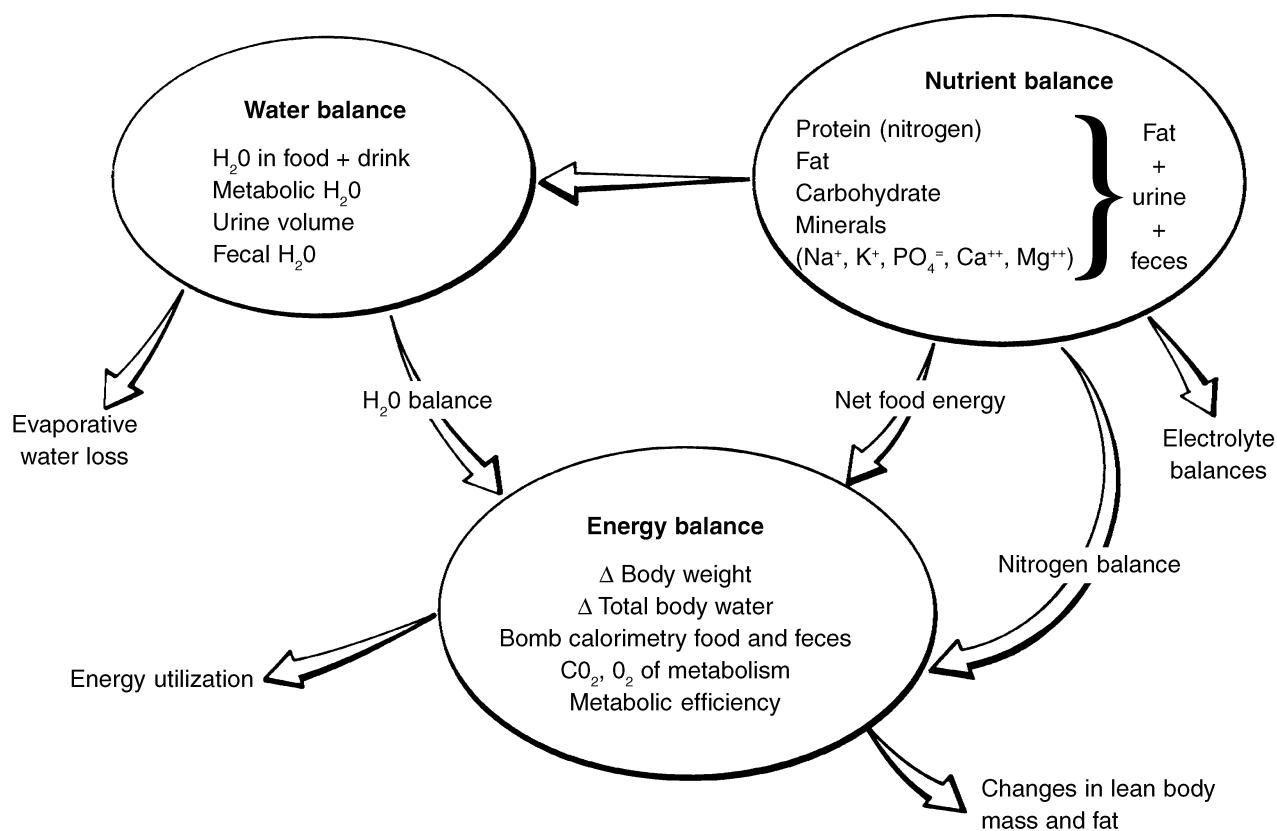 Water balance
H₂0 in food + drink
Metabolic H₂0
Urine volume
Fecal H₂0
Nutrient balance
Protein (nitrogen)
Fat
Carbohydrate
Minerals
(Na⁺, K⁺, PO₄⁼, Ca⁺⁺, Mg⁺⁺)
Fat
+
urine
+
feces
Evaporative
water loss
H₂0 balance
Net food energy
Electrolyte
balances
Nitrogen balance
Energy balance
Δ Body weight
Δ Total body water
Bomb calorimetry food and feces
C0₂, 0₂ of metabolism
Metabolic efficiency
Energy utilization
Changes in lean body
mass and fat